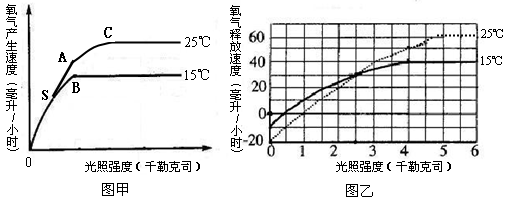 氧气产生速度（毫升/小时）
A
C
25℃
S
B
15℃
0
光照强度（千勒克司）
图甲
氧气释放速度（毫升/小时）
60
40
20
0
-20
25℃
15℃
0 1 2 3 4 5 6
光照强度（千勒克司）
图乙